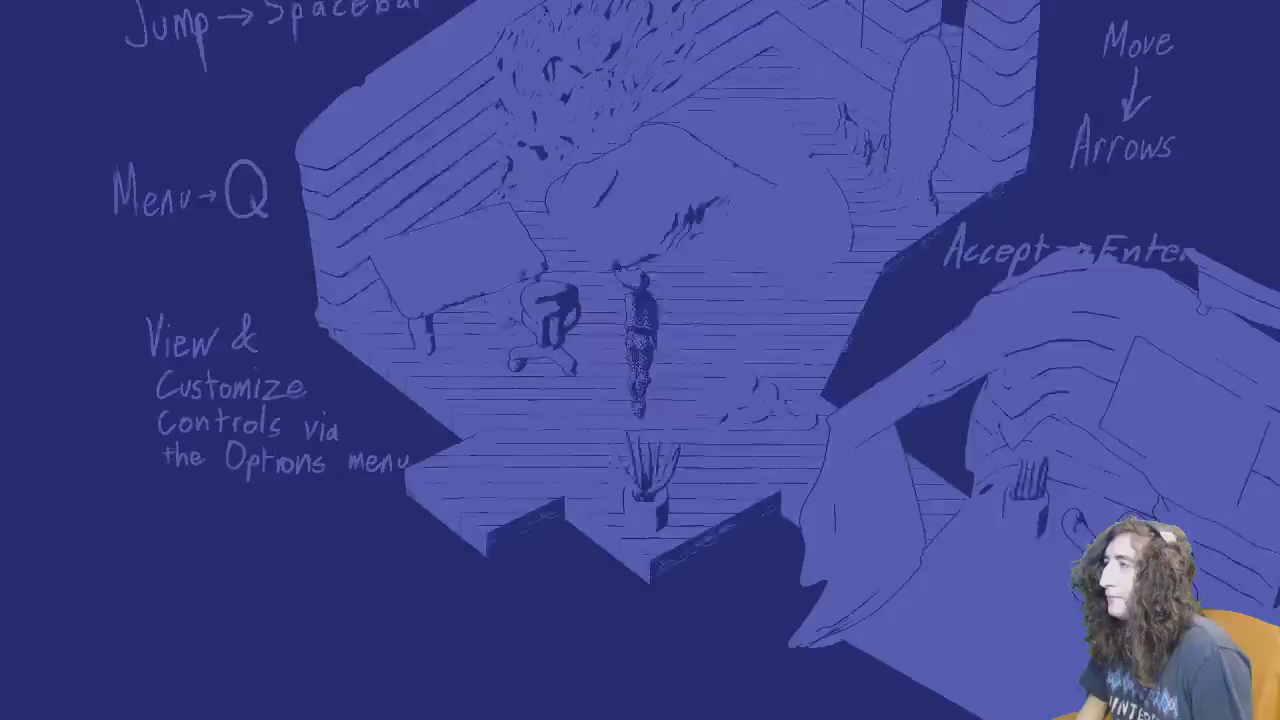 Jump → Spacebar
Move
↓
Arrows
Menu → Q
Accept → Enter
View &
Customize
Controls via
the Options menu